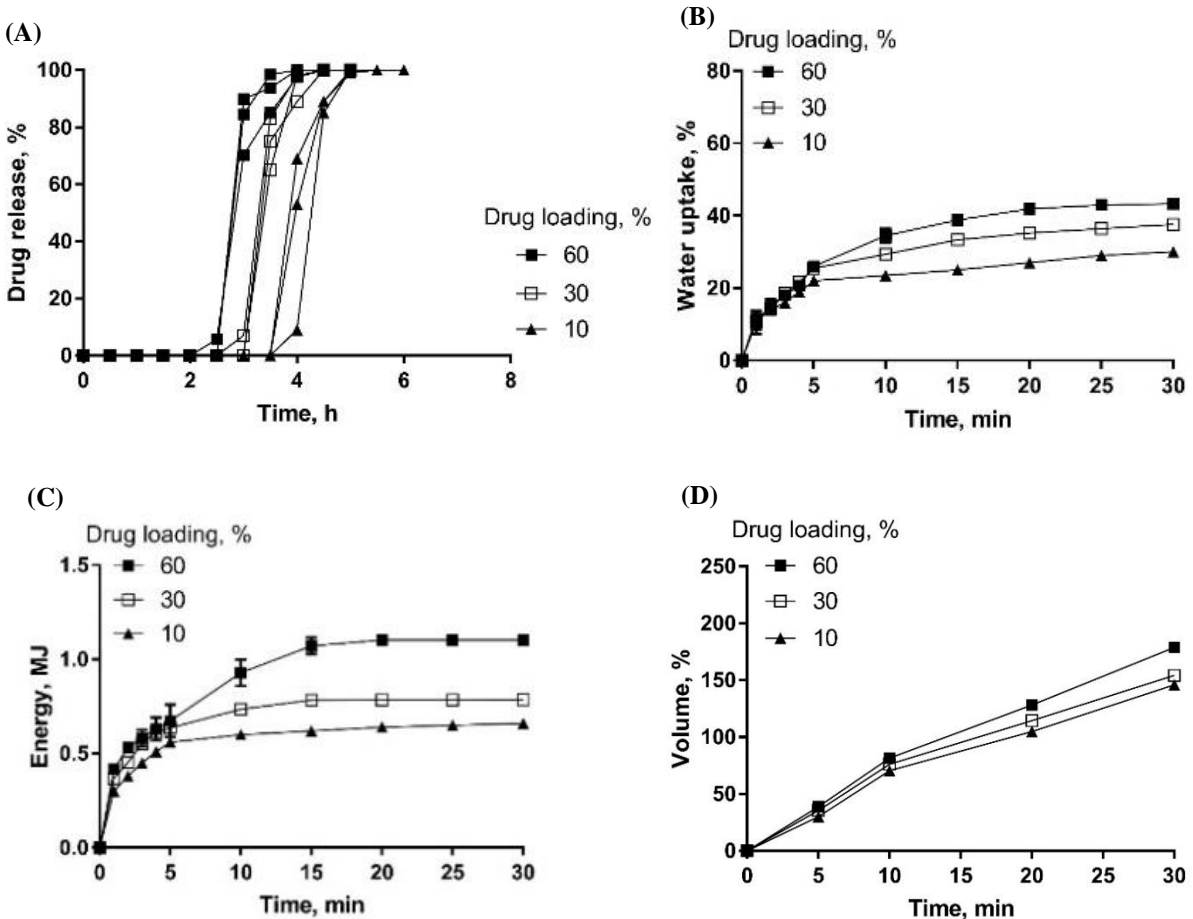 (A)
Drug release, %
100
80
60
40
20
0
0 2 4 6 8
Time, h
Drug loading, %
60
30
10
(B)
Drug loading, %
60
30
10
Water uptake, %
80
60
40
20
0
0 5 10 15 20 25 30
Time, min
(C)
Drug loading, %
60
30
10
Energy, MJ
1.5
1.0
0.5
0.0
0 5 10 15 20 25 30
Time, min
(D)
Drug loading, %
60
30
10
Volume, %
250
200
150
100
50
0
0 5 10 15 20 25 30
Time, min